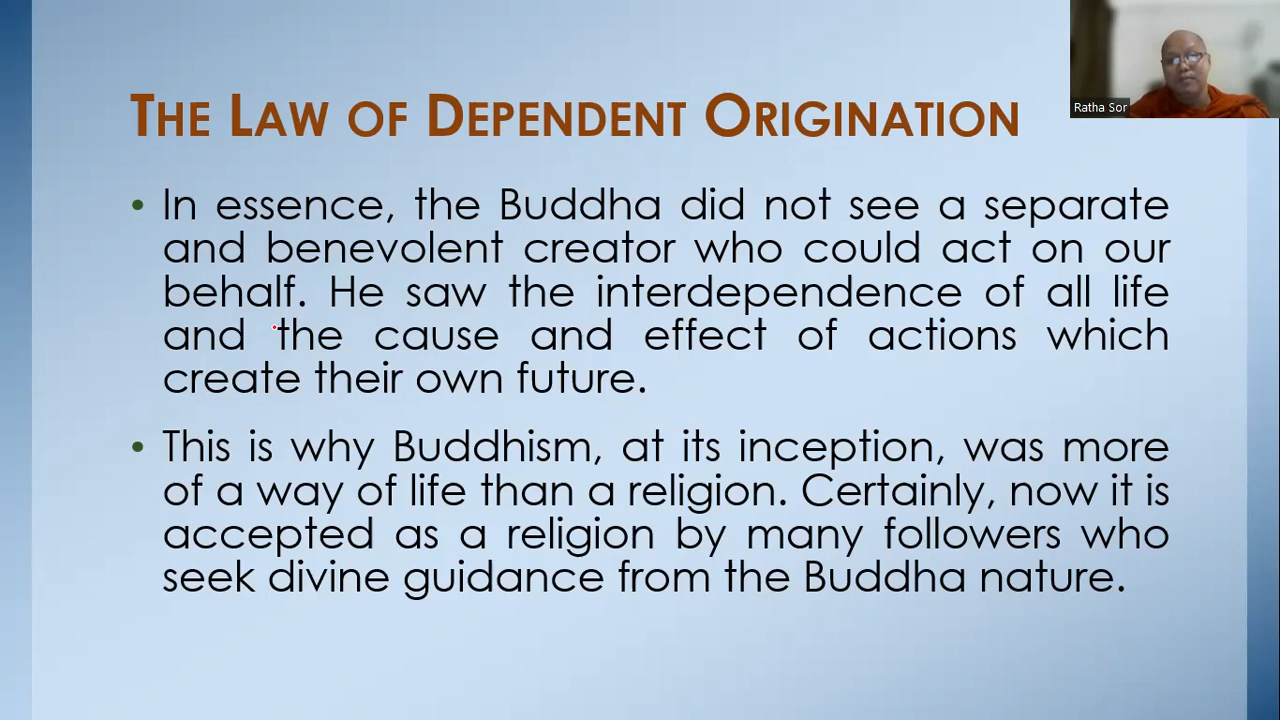 THE LAW OF DEPENDENT ORIGINATION
Ratha Sor
• In essence, the Buddha did not see a separate
and benevolent creator who could act on our
behalf. He saw the interdependence of all life
and the cause and effect of actions which
create their own future.
• This is why Buddhism, at its inception, was more
of a way of life than a religion. Certainly, now it is
accepted as a religion by many followers who
seek divine guidance from the Buddha nature.